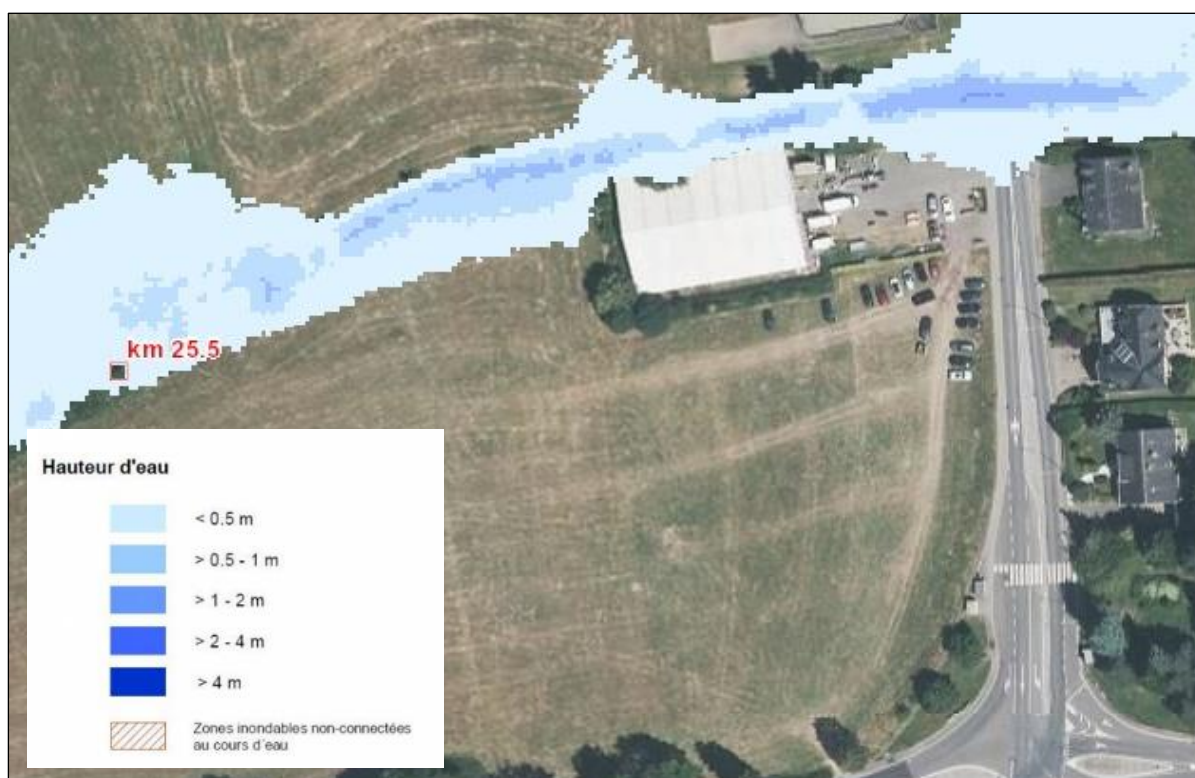 km 25.5
Hauteur d'eau
< 0.5 m
> 0.5 - 1 m
> 1 - 2 m
> 2 - 4 m
> 4 m
Zones inondables non-connectées
au cours d´eau